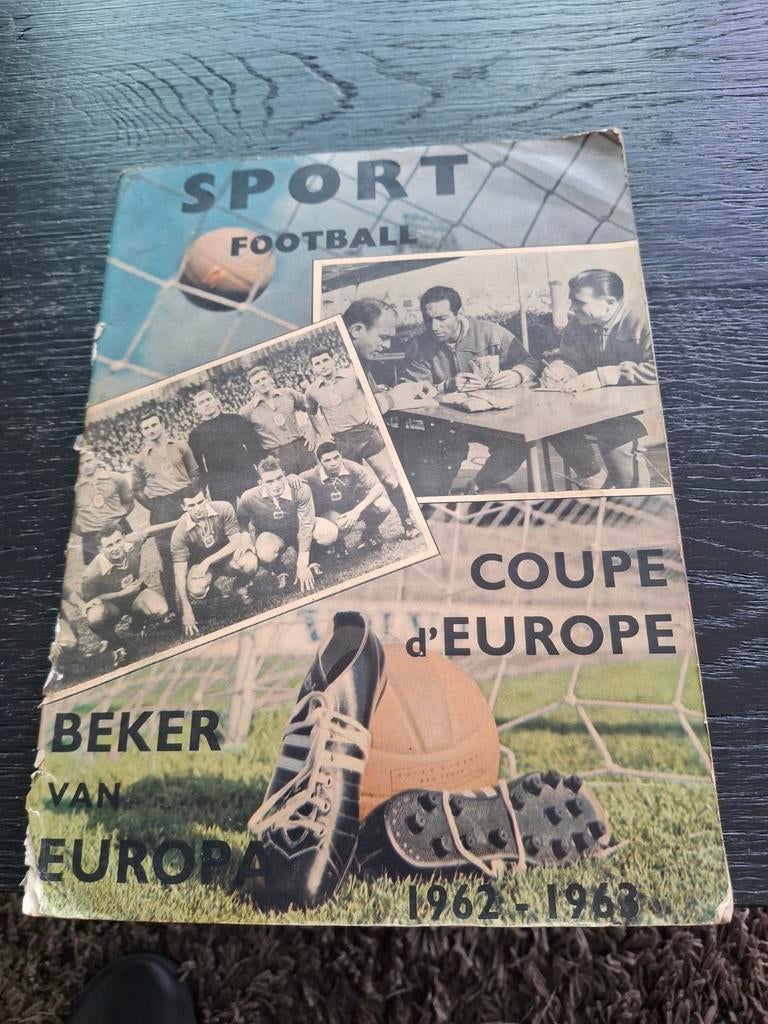 SPORT
FOOTBALL
COUPE
d'EUROPE
BEKER
VAN
EUROPA
1962 - 1963